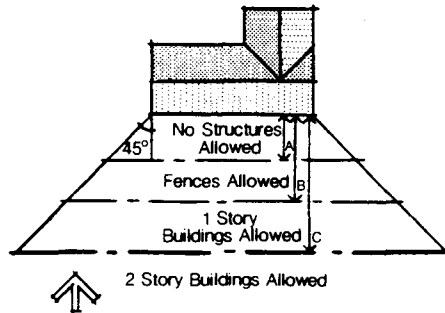 No Structures
Allowed
A
45°
Fences Allowed
B
1 Story
Buildings Allowed
C
2 Story Buildings Allowed